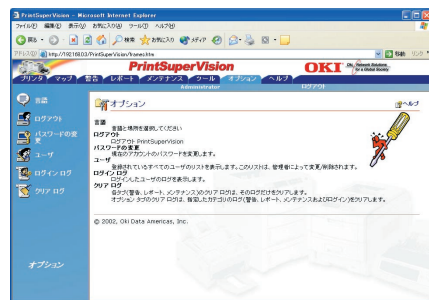 PrintSuperVision - Microsoft Internet Explorer
ファイル(F) 編集(E) 表示(V) お気に入り(A) ツール(T) ヘルプ(H)
戻る 検索 お気に入り メディア
アドレス(D) http://192.168.0.3/PrintSuperVision/frames.htm 移動 リンク
PrintSuperVision
OKI Oki, Network Solutions for a Global Society
プリンタ マップ 警告 レポート メンテナンス ツール オプション ヘルプ
Administrator ログアウト
言語
ログアウト
パスワードの変更
ユーザ
ログイン ログ
クリア ログ
オプション
オプション
ヘルプ
言語
言語と場所を選択してください
ログアウト
ログアウト PrintSuperVision
パスワードの変更
現在のアカウントのパスワードを変更します。
ユーザ
登録されているすべてのユーザのリストを表示します。このリストは、管理者によって変更/削除されます。
ログイン ログ
ログインしたユーザのログを表示します。
クリア ログ
各タブ(警告、レポート、メンテナンス)のクリア ログは、そのログだけをクリアします。
オプション タブのクリア ログは、指定したカテゴリのログ(警告、レポート、メンテナンスおよびログイン)をクリアします。
© 2002, Oki Data Americas, Inc.